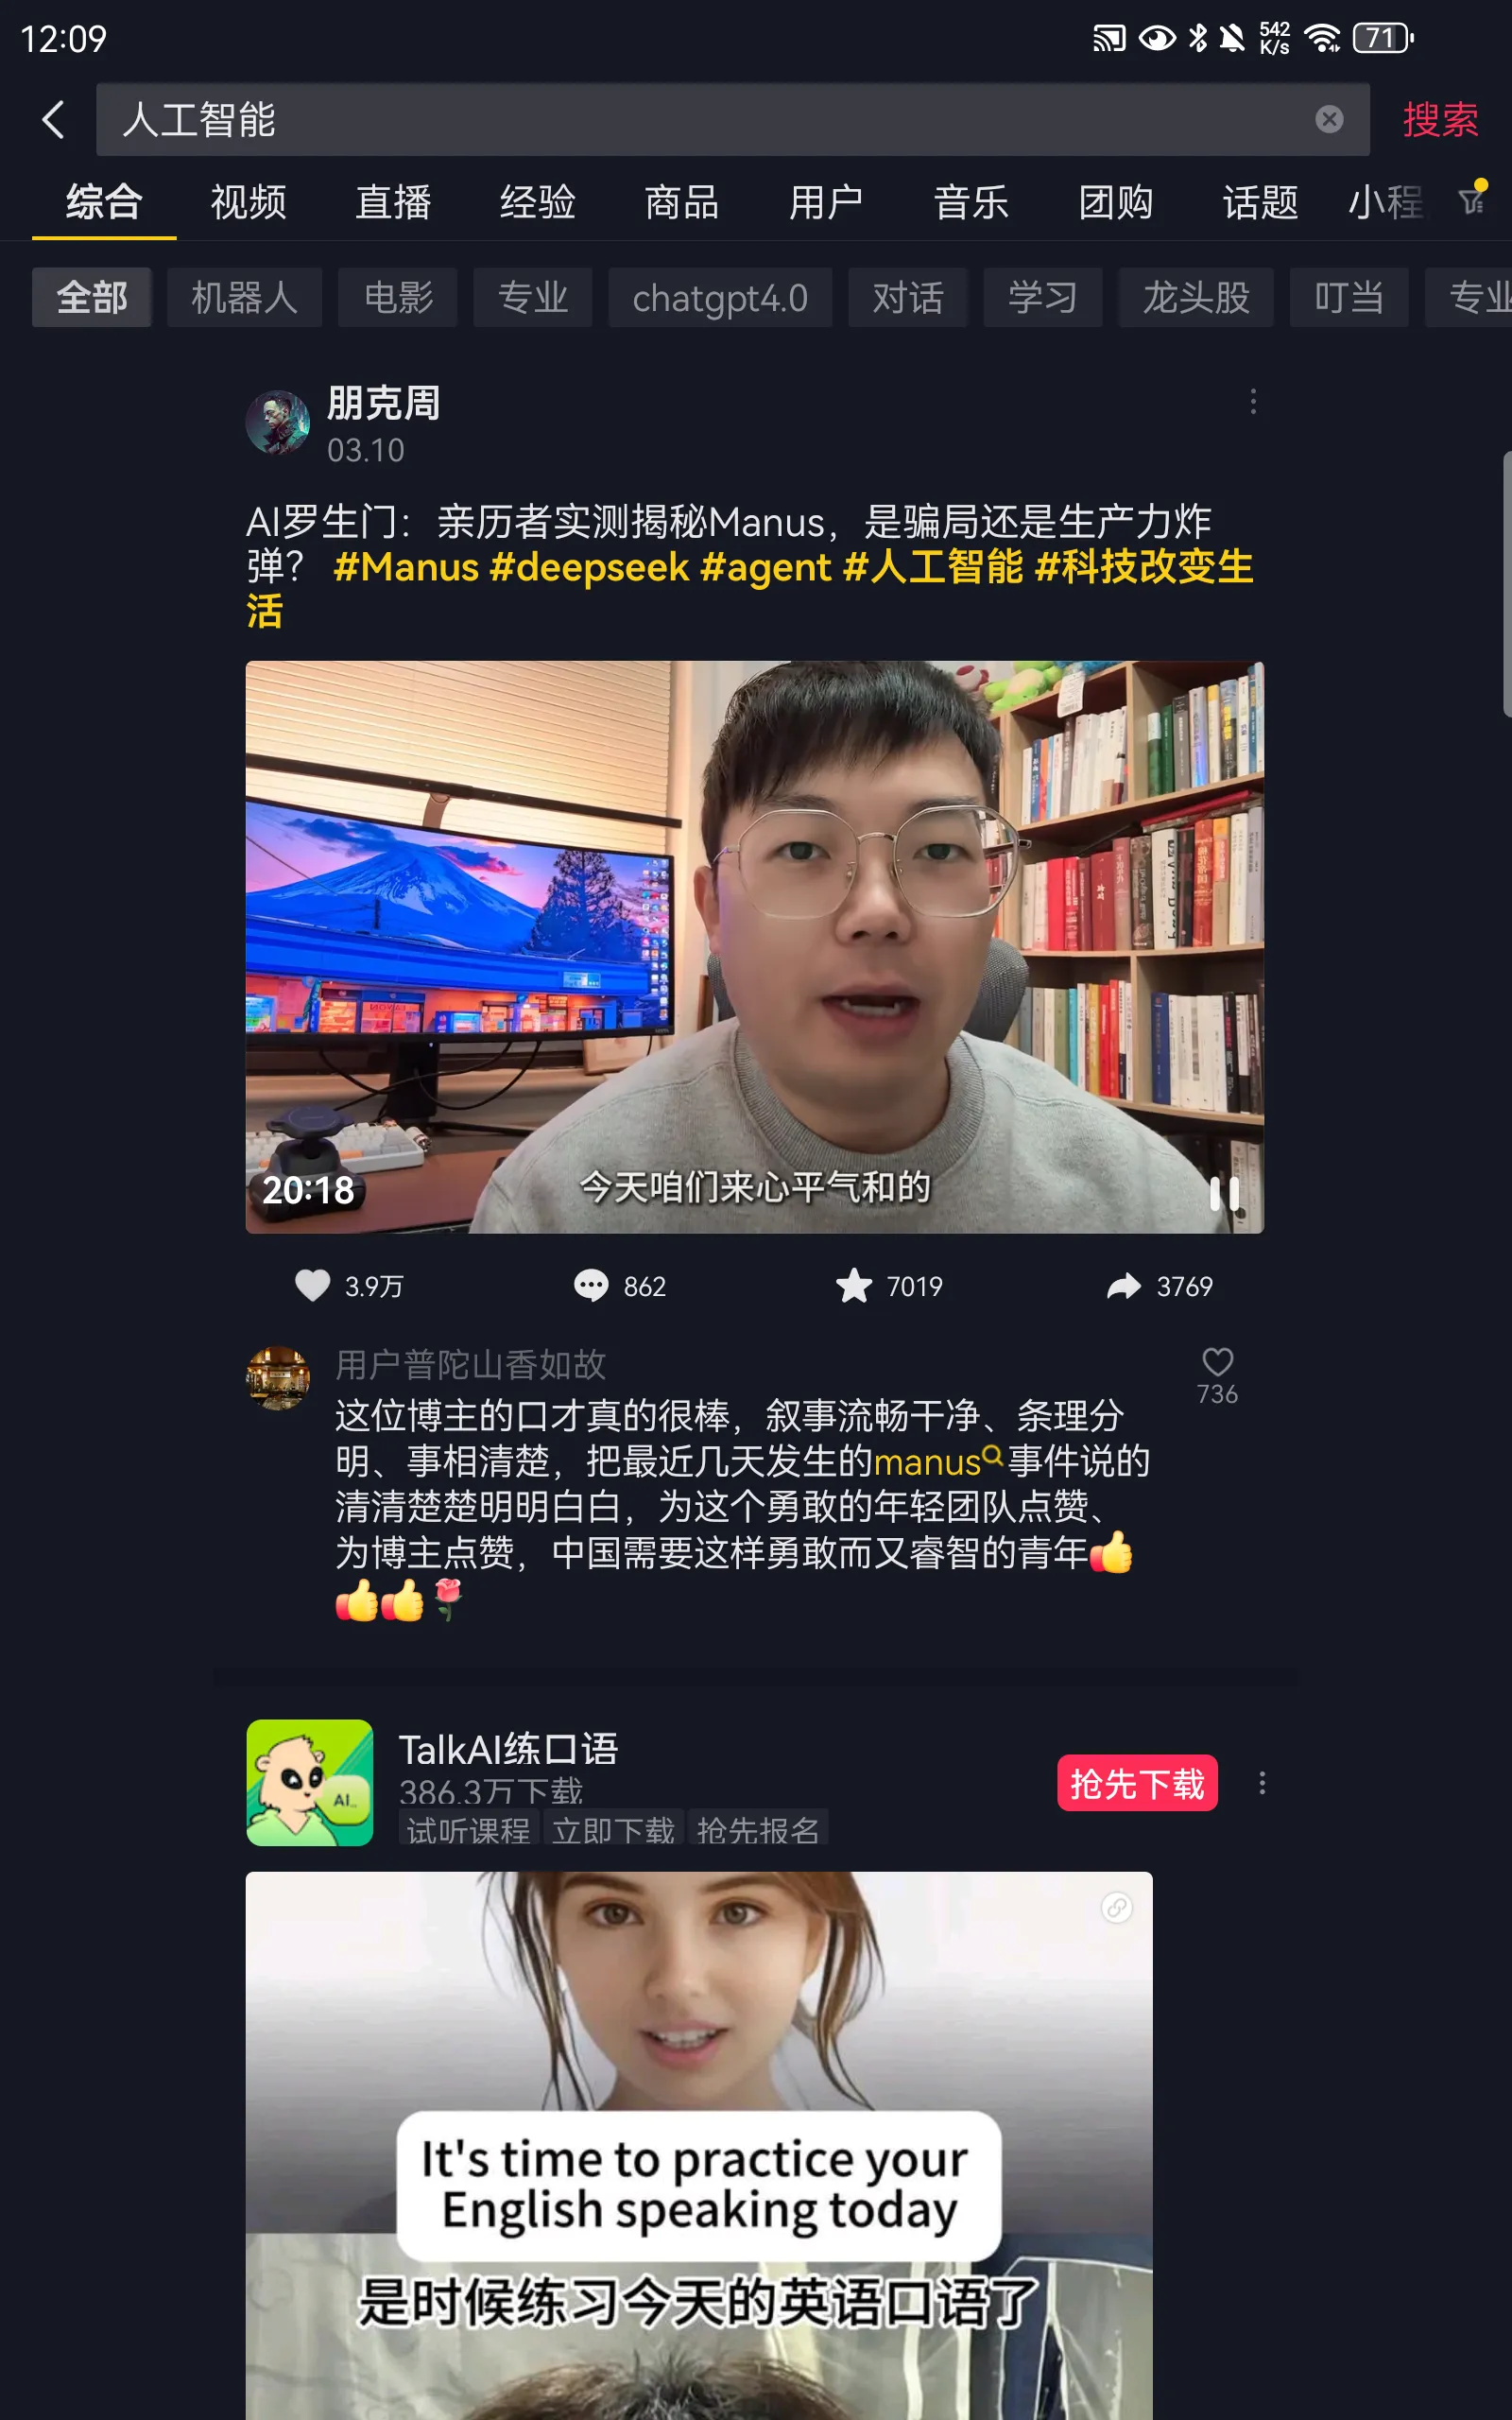 12:09
542
K/s
71
人工智能
搜索
综合 视频 直播 经验 商品 用户 音乐 团购 话题 小程
全部 机器人 电影 专业 chatgpt4.0 对话 学习 龙头股 叮当 专业
朋克周
03.10
AI罗生门：亲历者实测揭秘Manus，是骗局还是生产力炸
弹？ #Manus #deepseek #agent #人工智能 #科技改变生
活
今天咱们来心平气和的
20:18
3.9万 862 7019 3769
用户普陀山香如故
736
这位博主的口才真的很棒，叙事流畅干净、条理分
明、事相清楚，把最近几天发生的manus事件说的
清清楚楚明明白白，为这个勇敢的年轻团队点赞、
为博主点赞，中国需要这样勇敢而又睿智的青年👍
👍👍🌹
AI...
TalkAI练口语
386.3万下载
试听课程 立即下载 抢先报名
抢先下载
It's time to practice your
English speaking today
是时候练习今天的英语口语了